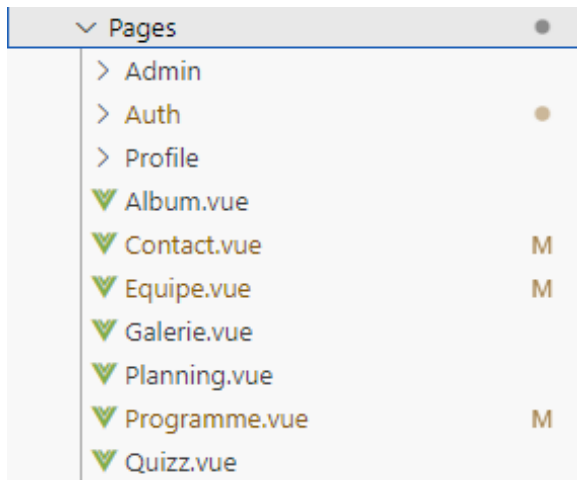 Pages
Admin
Auth
Profile
Album.vue
Contact.vue M
Equipe.vue M
Galerie.vue
Planning.vue
Programme.vue M
Quizz.vue